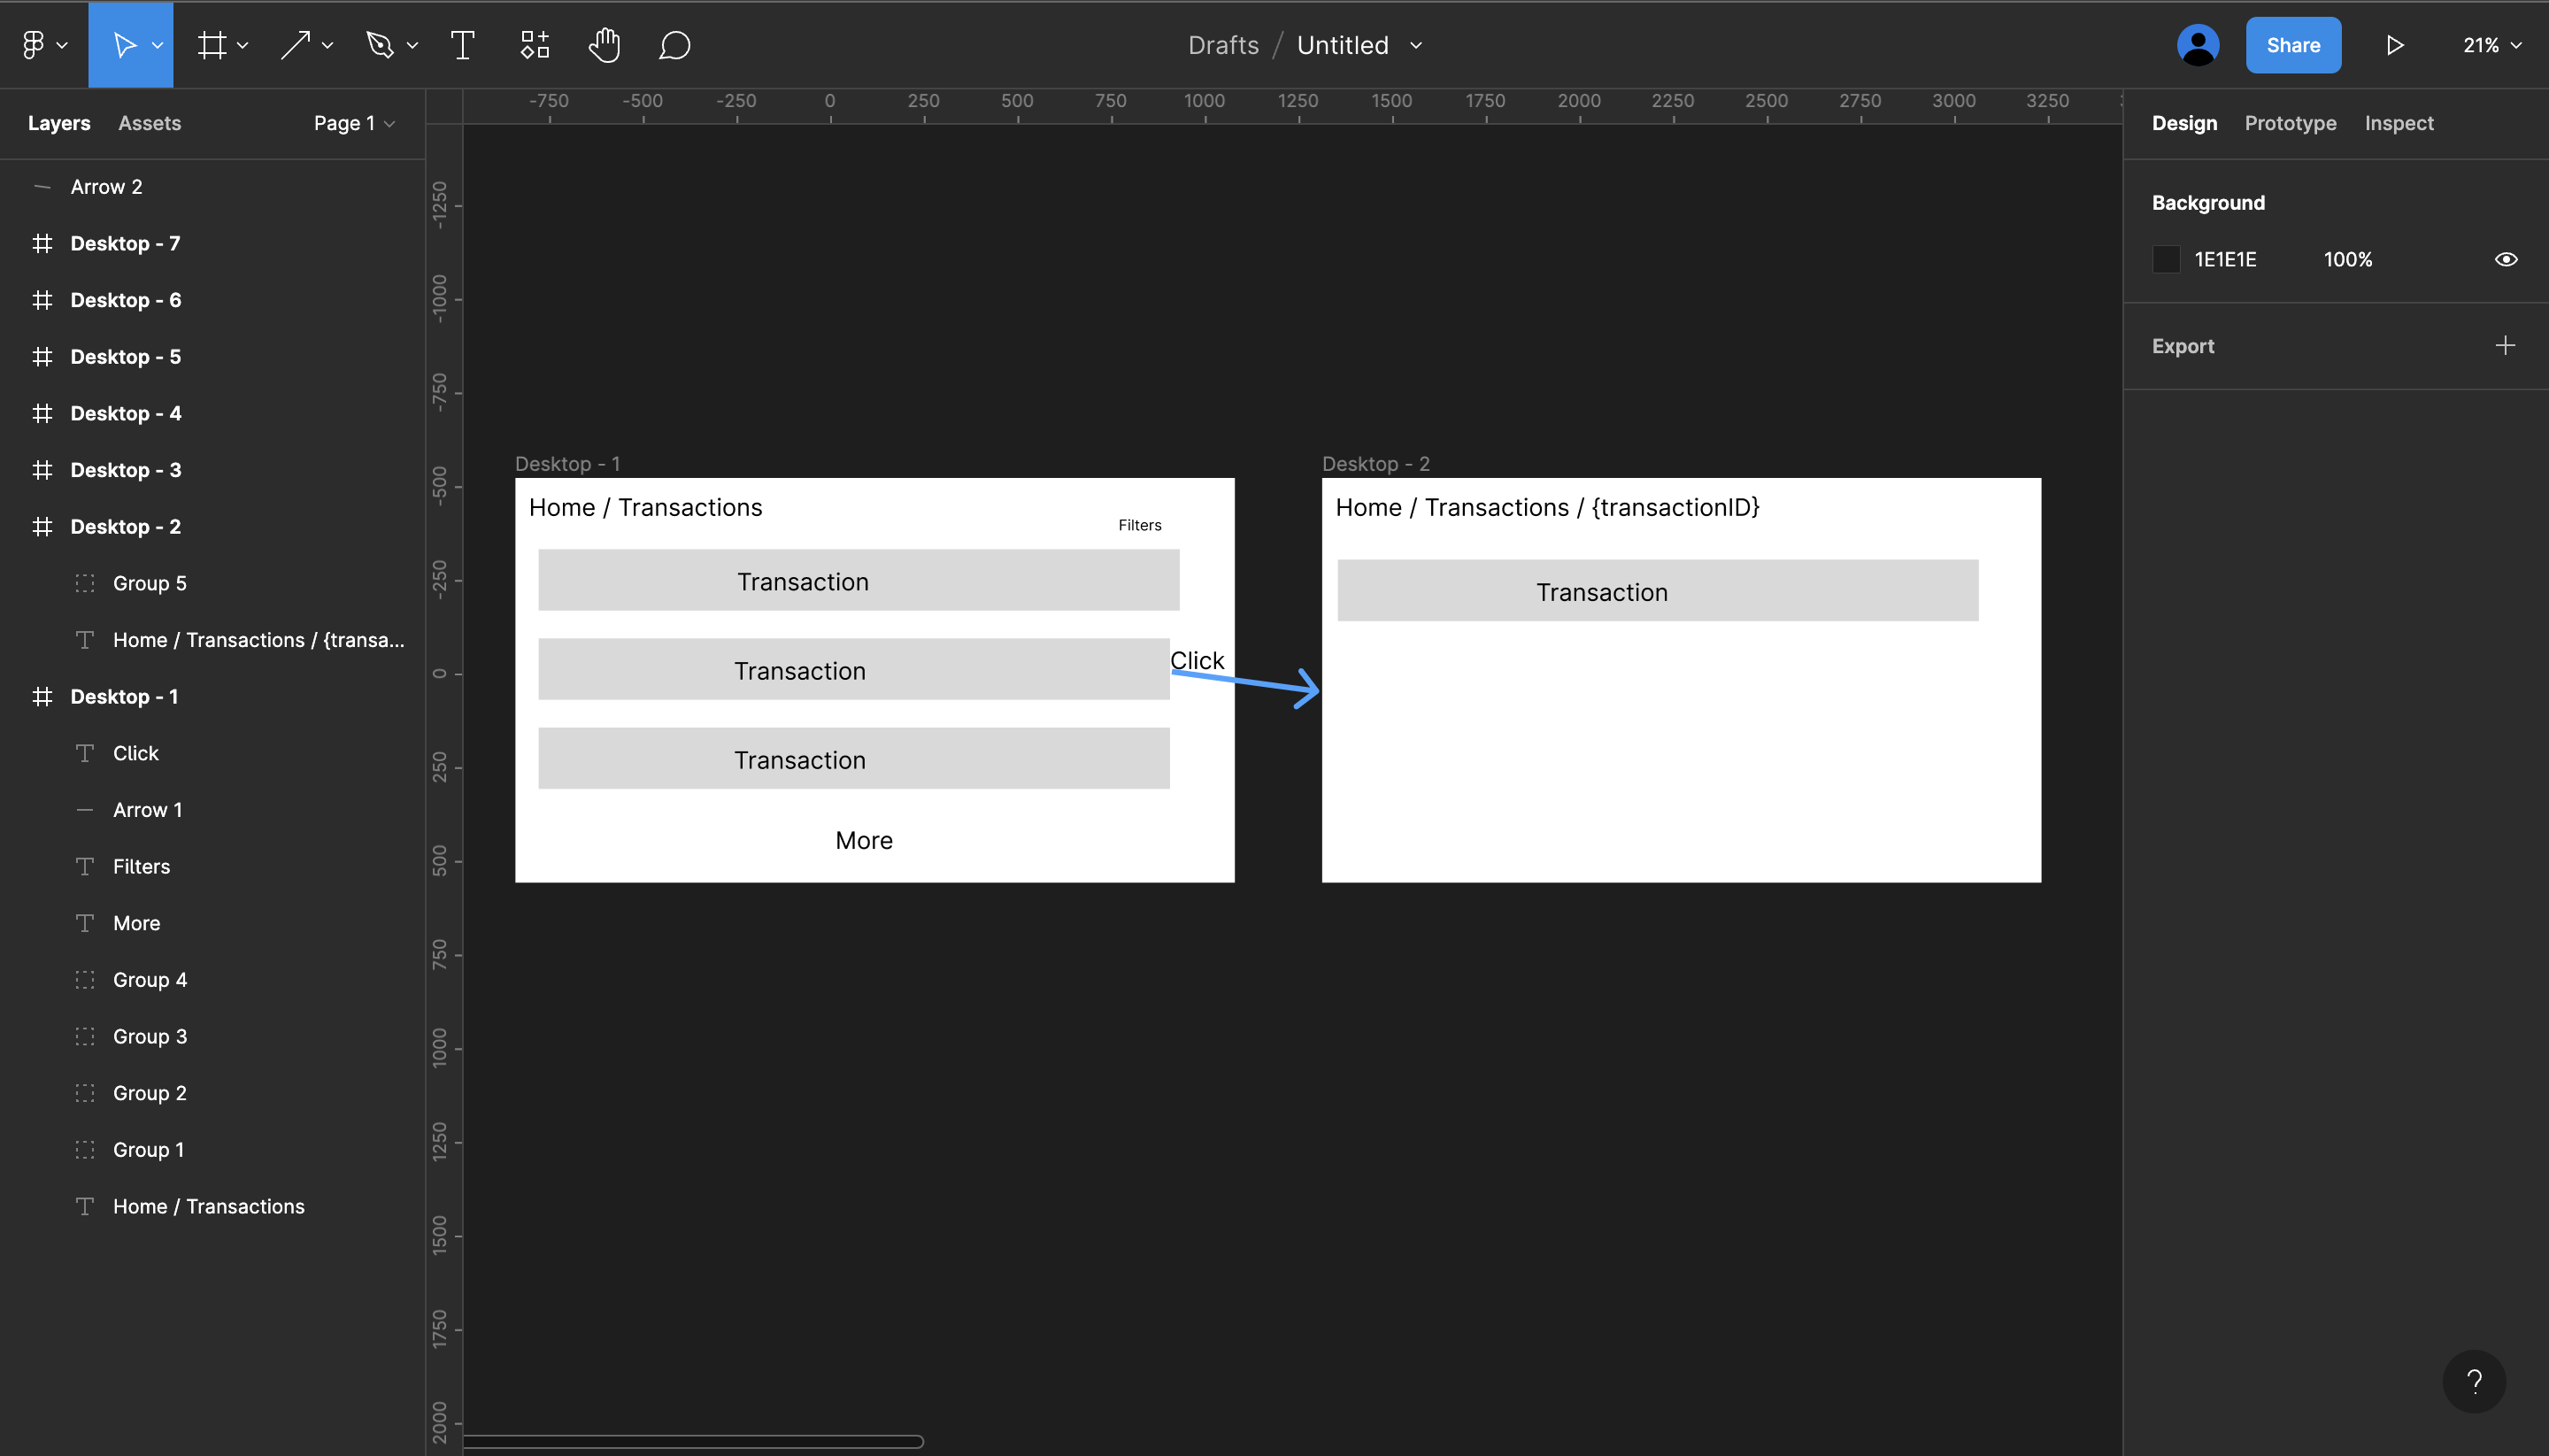 Drafts / Untitled
Share
21%
Layers
Assets
Page 1
Arrow 2
Desktop - 7
Desktop - 6
Desktop - 5
Desktop - 4
Desktop - 3
Desktop - 2
Group 5
Home / Transactions / {transa...
Desktop - 1
Click
Arrow 1
Filters
More
Group 4
Group 3
Group 2
Group 1
Home / Transactions
-750 -500 -250 0 250 500 750 1000 1250 1500 1750 2000 2250 2500 2750 3000 3250
-1250
-1000
-750
-500
-250
0
250
500
750
1000
1250
1500
1750
2000
Desktop - 1
Home / Transactions
Filters
Transaction
Transaction
Click
Transaction
More
Desktop - 2
Home / Transactions / {transactionID}
Transaction
Design
Prototype
Inspect
Background
1E1E1E
100%
Export
?